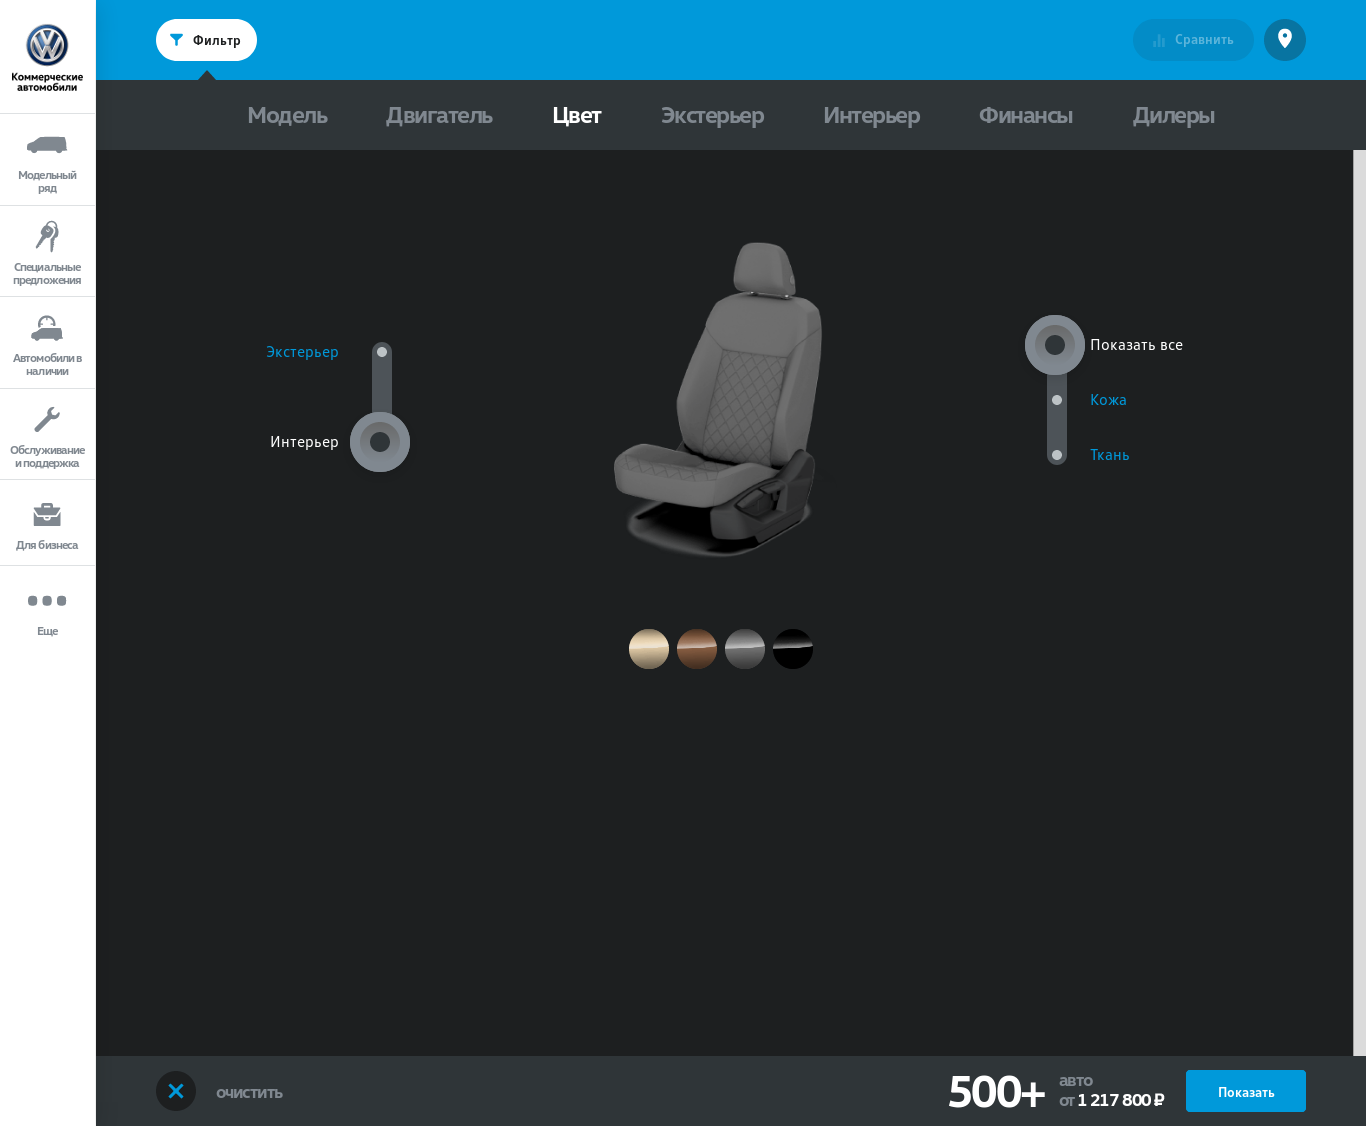 Коммерческие
автомобили
Модельный
ряд
Специальные
предложения
Автомобили в
наличии
Обслуживание
и поддержка
Для бизнеса
Еще
Фильтр
Сравнить
Модель
Двигатель
Цвет
Экстерьер
Интерьер
Финансы
Дилеры
Экстерьер
Интерьер
Показать все
Кожа
Ткань
очистить
500+
авто
от 1 217 800 ₽
Показать